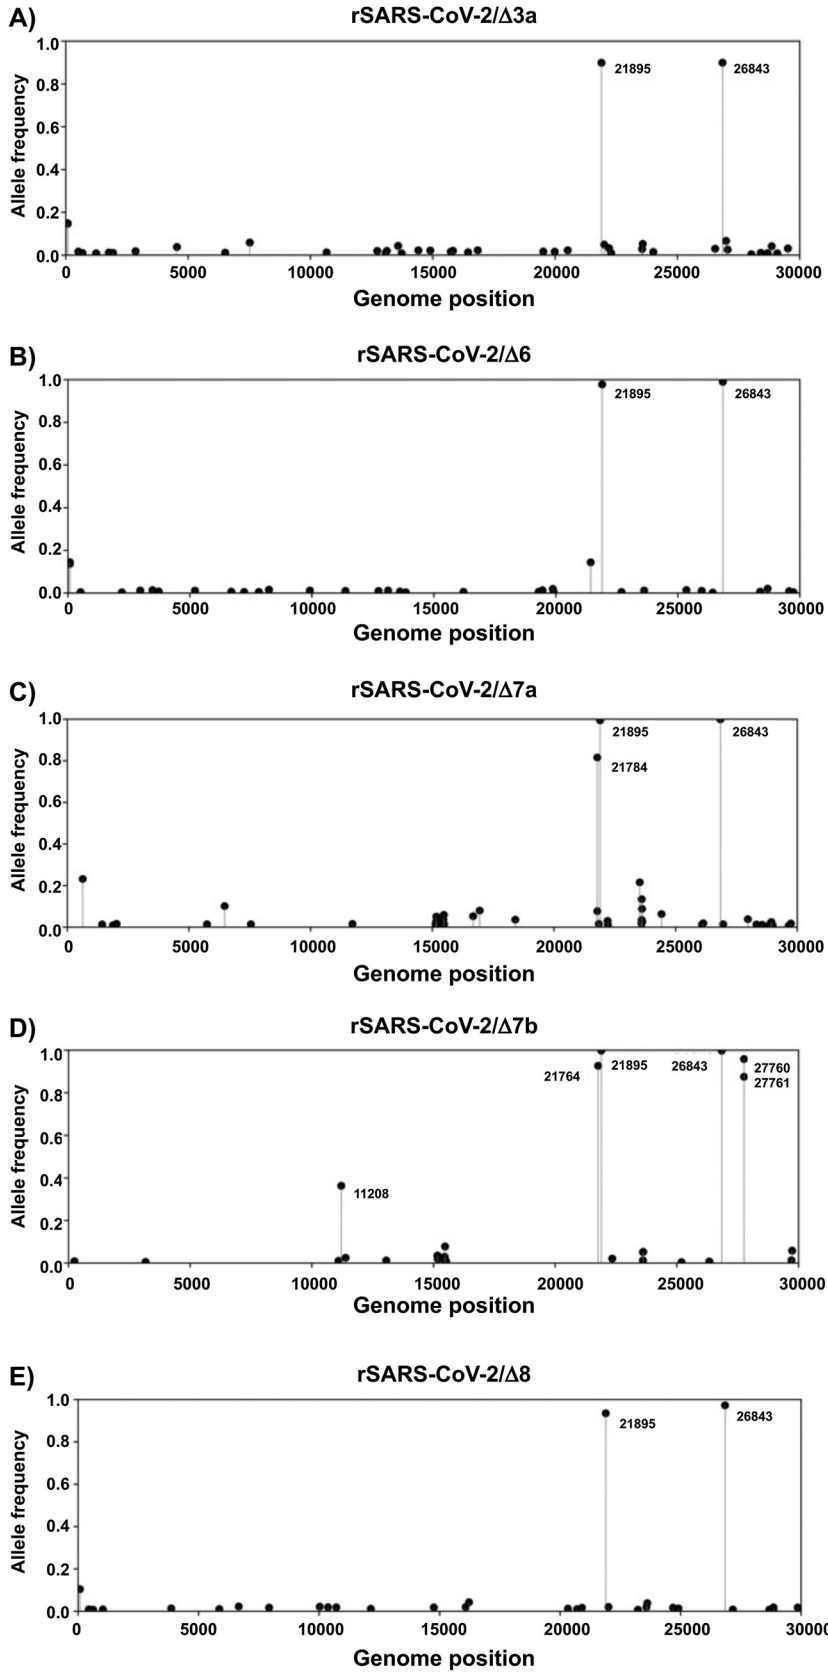 A)
rSARS-CoV-2/Δ3a
Allele frequency
1.0
0.8
0.6
0.4
0.2
0.0
21895
26843
0 5000 10000 15000 20000 25000 30000
Genome position
B)
rSARS-CoV-2/Δ6
Allele frequency
1.0
0.8
0.6
0.4
0.2
0.0
21895
26843
0 5000 10000 15000 20000 25000 30000
Genome position
C)
rSARS-CoV-2/Δ7a
Allele frequency
1.0
0.8
0.6
0.4
0.2
0.0
21895
26843
21784
0 5000 10000 15000 20000 25000 30000
Genome position
D)
rSARS-CoV-2/Δ7b
Allele frequency
1.0
0.8
0.6
0.4
0.2
0.0
21764
21895
26843
27760
27761
11208
0 5000 10000 15000 20000 25000 30000
Genome position
E)
rSARS-CoV-2/Δ8
Allele frequency
1.0
0.8
0.6
0.4
0.2
0.0
21895
26843
0 5000 10000 15000 20000 25000 30000
Genome position